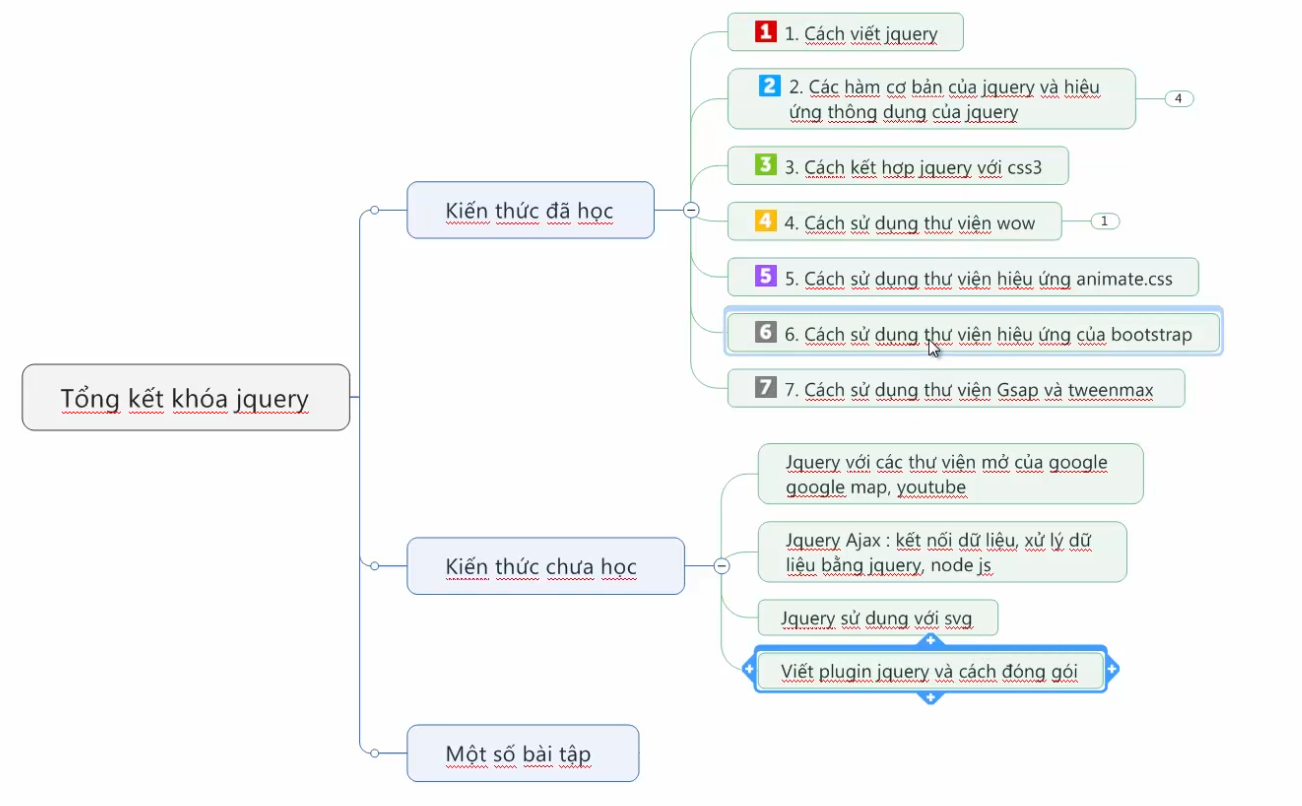 Tổng kết khóa jquery
Kiến thức đã học
1 1. Cách viết jquery
2 2. Các hàm cơ bản của jquery và hiệu
ứng thông dụng của jquery
4
3 3. Cách kết hợp jquery với css3
4 4. Cách sử dụng thư viện wow
1
5 5. Cách sử dụng thư viện hiệu ứng animate.css
6 6. Cách sử dụng thư viện hiệu ứng của bootstrap
7 7. Cách sử dụng thư viện Gsap và tweenmax
Kiến thức chưa học
Jquery với các thư viện mở của google
google map, youtube
Jquery Ajax : kết nối dữ liệu, xử lý dữ
liệu bằng jquery, node js
Jquery sử dụng với svg
Viết plugin jquery và cách đóng gói
Một số bài tập